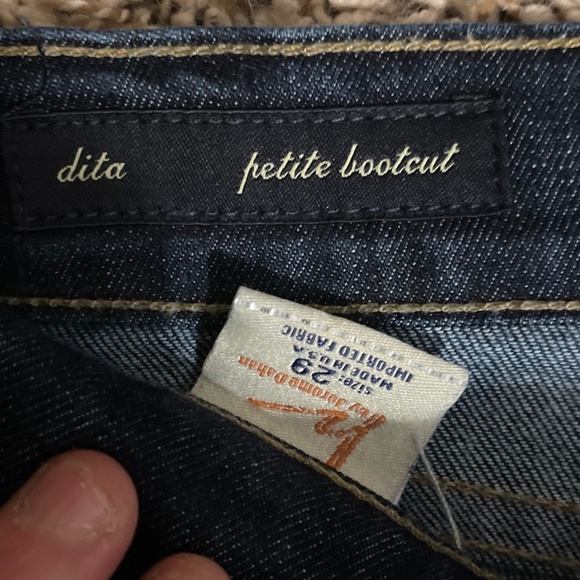 dita petite bootcut
by Jerome Dahan
SIZE: 29
MADE IN U.S.A
IMPORTED FABRIC